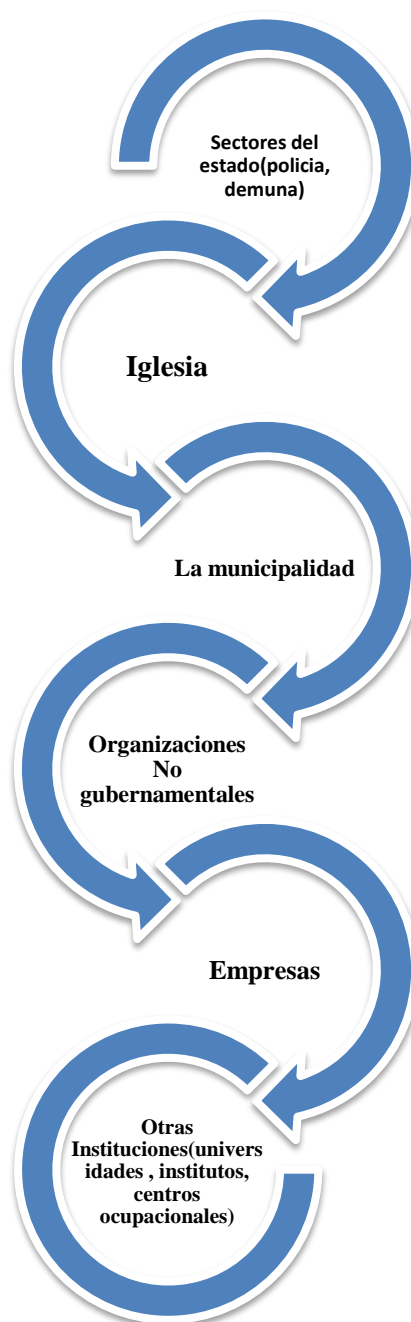 Sectores del
estado(policia,
demuna)
Iglesia
La municipalidad
Organizaciones
No
gubernamentales
Empresas
Otras
Instituciones(univers
idades , institutos,
centros
ocupacionales)